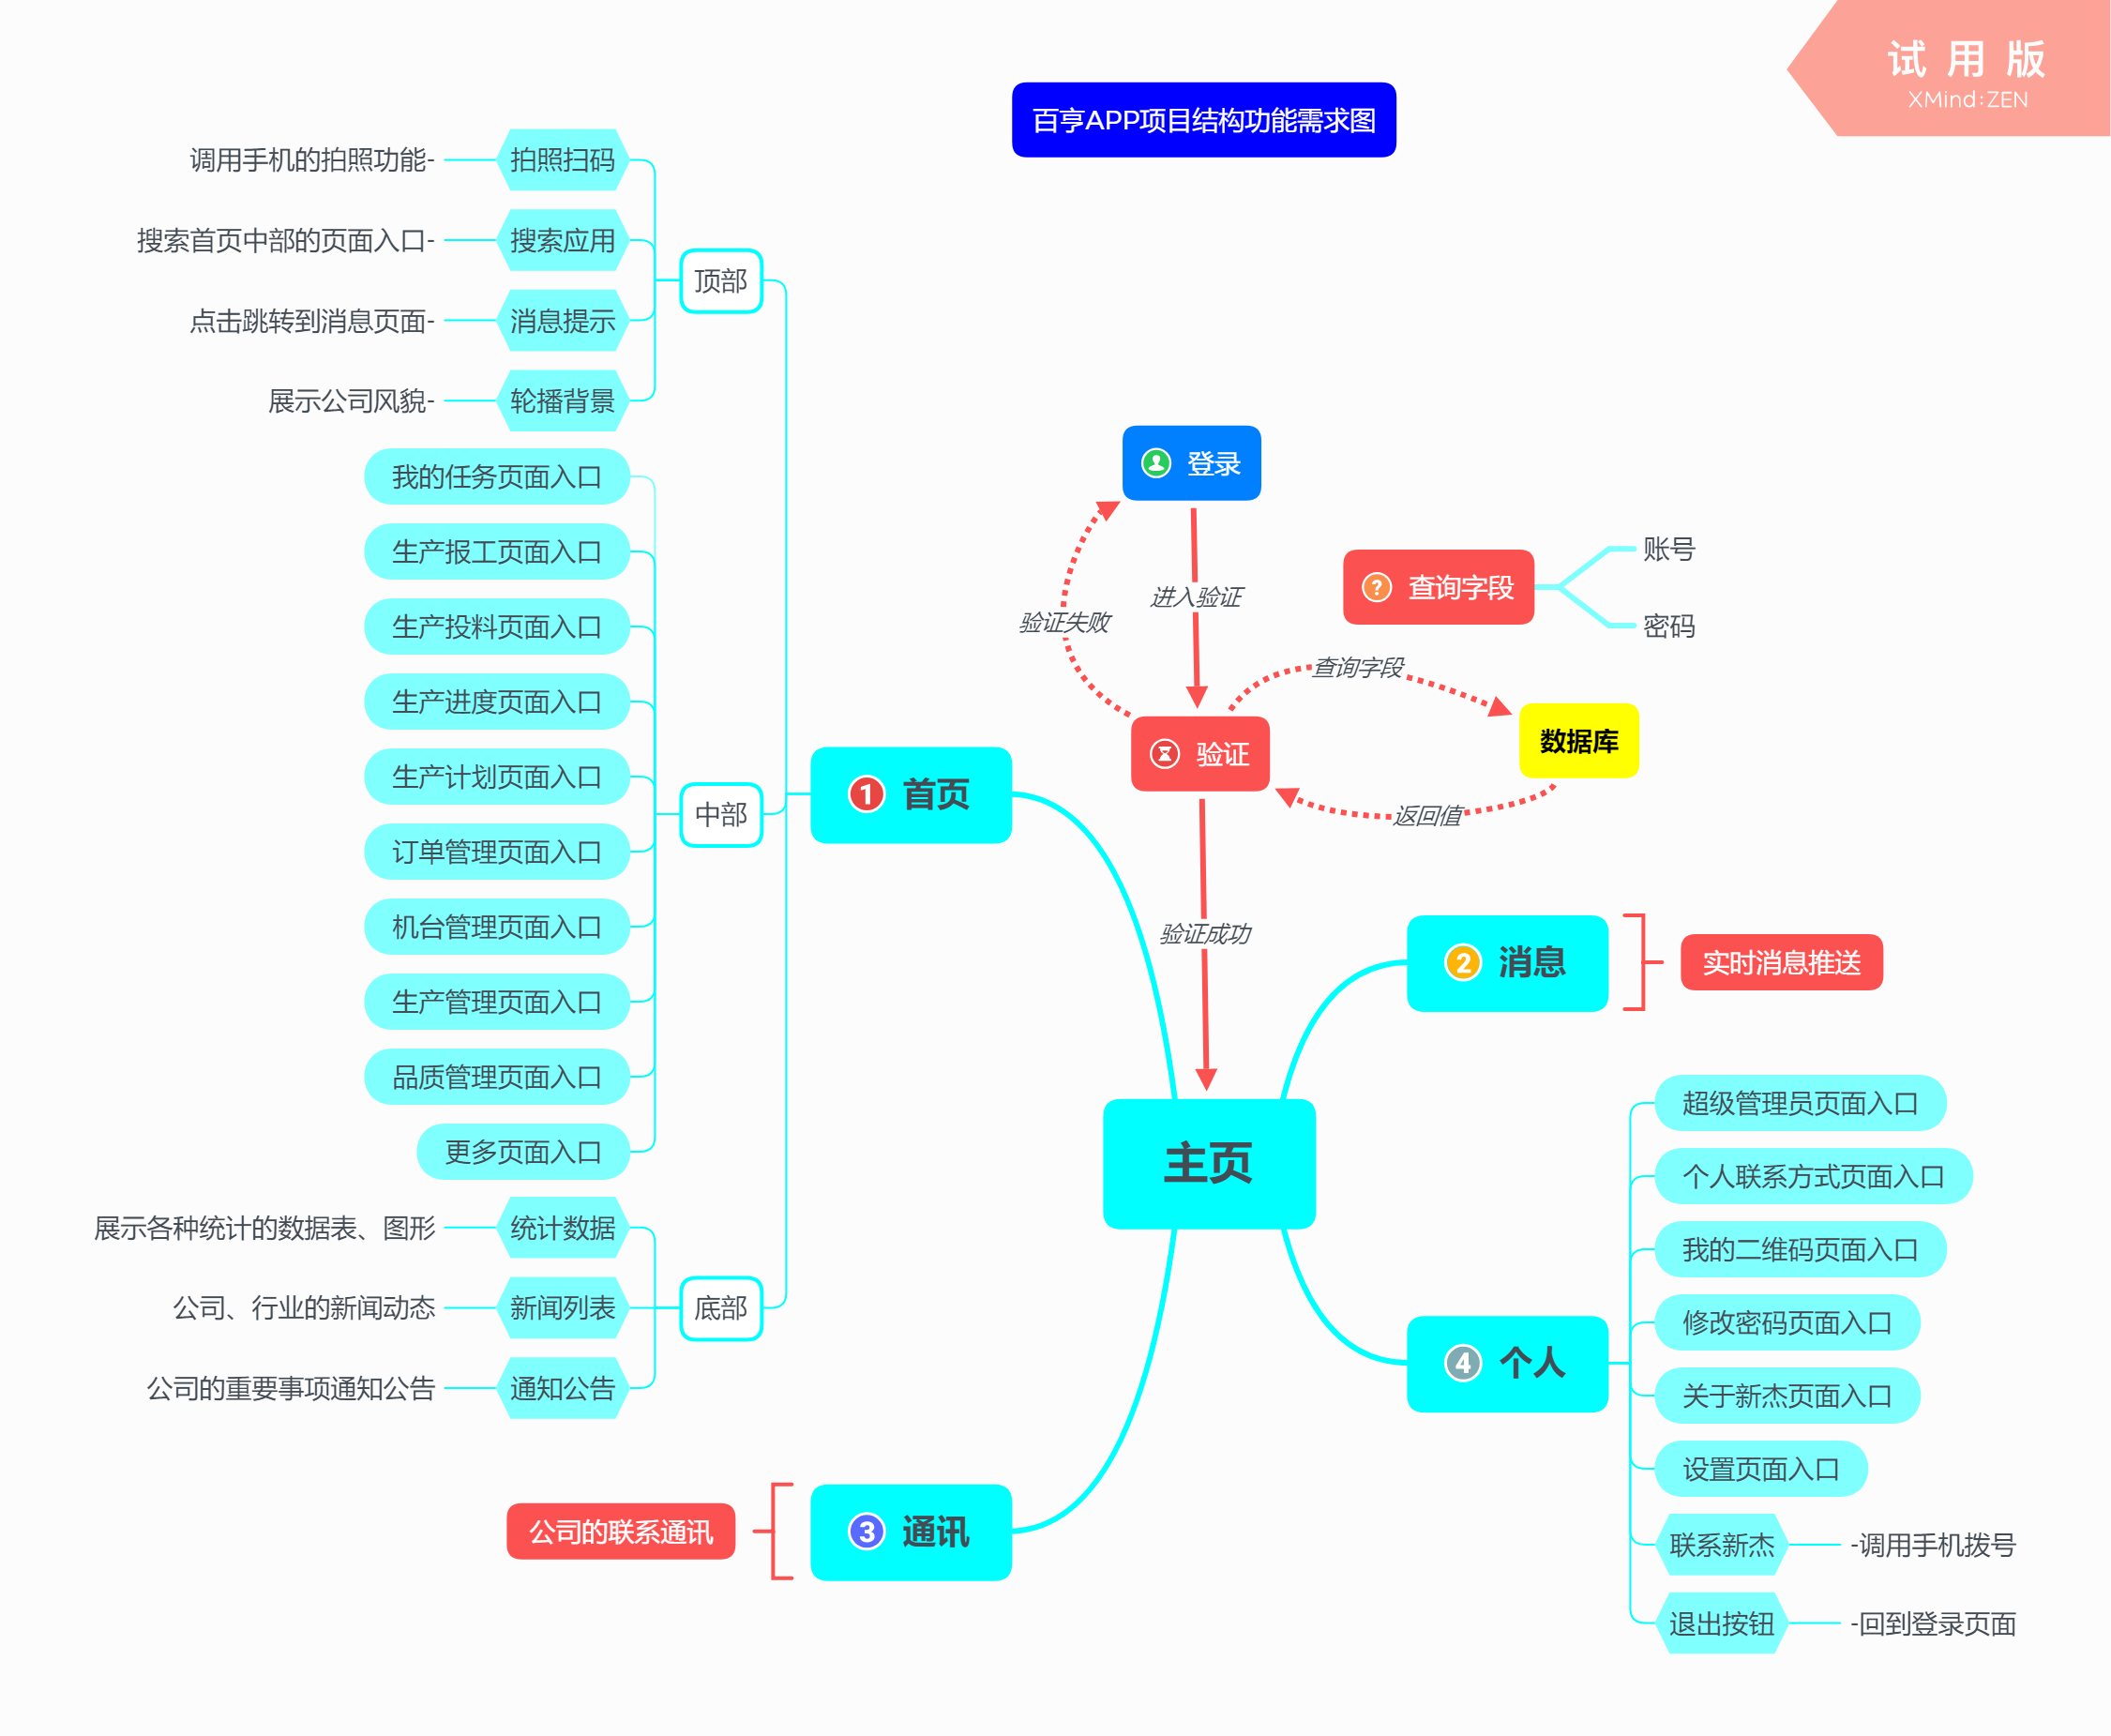 试 用 版
XMind:ZEN
百亨APP项目结构功能需求图
登录
进入验证
验证失败
查询字段
账号
密码
查询字段
验证
数据库
返回值
验证成功
主页
1 首页
顶部
拍照扫码
调用手机的拍照功能-
搜索应用
搜索首页中部的页面入口-
消息提示
点击跳转到消息页面-
轮播背景
展示公司风貌-
中部
我的任务页面入口
生产报工页面入口
生产投料页面入口
生产进度页面入口
生产计划页面入口
订单管理页面入口
机台管理页面入口
生产管理页面入口
品质管理页面入口
更多页面入口
底部
统计数据
展示各种统计的数据表、图形
新闻列表
公司、行业的新闻动态
通知公告
公司的重要事项通知公告
2 消息
实时消息推送
3 通讯
公司的联系通讯
4 个人
超级管理员页面入口
个人联系方式页面入口
我的二维码页面入口
修改密码页面入口
关于新杰页面入口
设置页面入口
联系新杰
-调用手机拨号
退出按钮
-回到登录页面